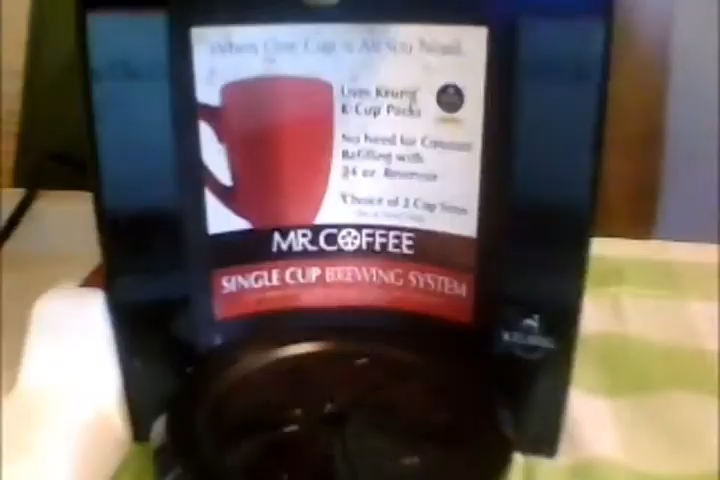 When One Cup is All You Need.
Uses Keurig
K-Cup Packs
No Need for Constant
Refilling with
24 oz. Reservoir
Choice of 3 Cup Sizes
MR. COFFEE
SINGLE CUP BREWING SYSTEM
KEURIG